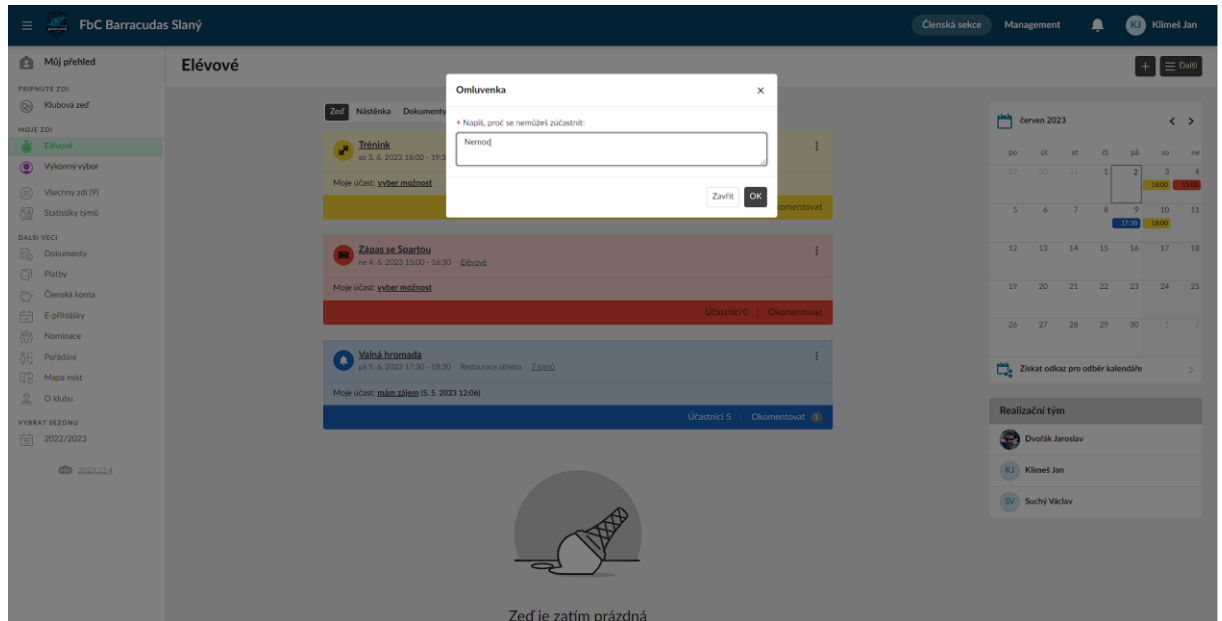 FbC Barracudas Slaný
Členská sekce
Management
KJ
Klimeš Jan
Můj přehled
PŘIPNUTÉ ZDI
Klubová zeď
MOJE ZDI
Elévové
Výkonný výbor
Všechny zdi (9)
Statistiky týmů
DALŠÍ VĚCI
Dokumenty
Platby
Členská konta
E-přihlášky
Nominace
Pořádání
Mapa míst
O klubu
VYBRAT SEZONU
2022/2023
2023.22.4
Elévové
+ Další
Zeď Nástěnka Dokumenty
Trénink
so 3. 6. 2023 18:00 - 19:3
Moje účast: vyber možnost
komentovat
Omluvenka
×
* Napiš, proč se nemůžeš zúčastnit:
Nemoc
Zavřít OK
Zápas se Spartou
ne 4. 6. 2023 15:00 - 16:30 Elévové
Moje účast: vyber možnost
Účastníci 0 | Okomentovat
Valná hromada
pá 9. 6. 2023 17:30 - 18:30 Restaurace střelna 7 týmů
Moje účast: mám zájem (5. 5. 2023 12:06)
Účastníci 5 | Okomentovat 1
Zeď je zatím prázdná
červen 2023 < >
po út st čt pá so ne
29 30 31 1 2 3 4
18:00 15:00
5 6 7 8 9 10 11
17:30 18:00
12 13 14 15 16 17 18
19 20 21 22 23 24 25
26 27 28 29 30 1 2
Získat odkaz pro odběr kalendáře >
Realizační tým
Dvořák Jaroslav
KJ Klimeš Jan
SV Suchý Václav